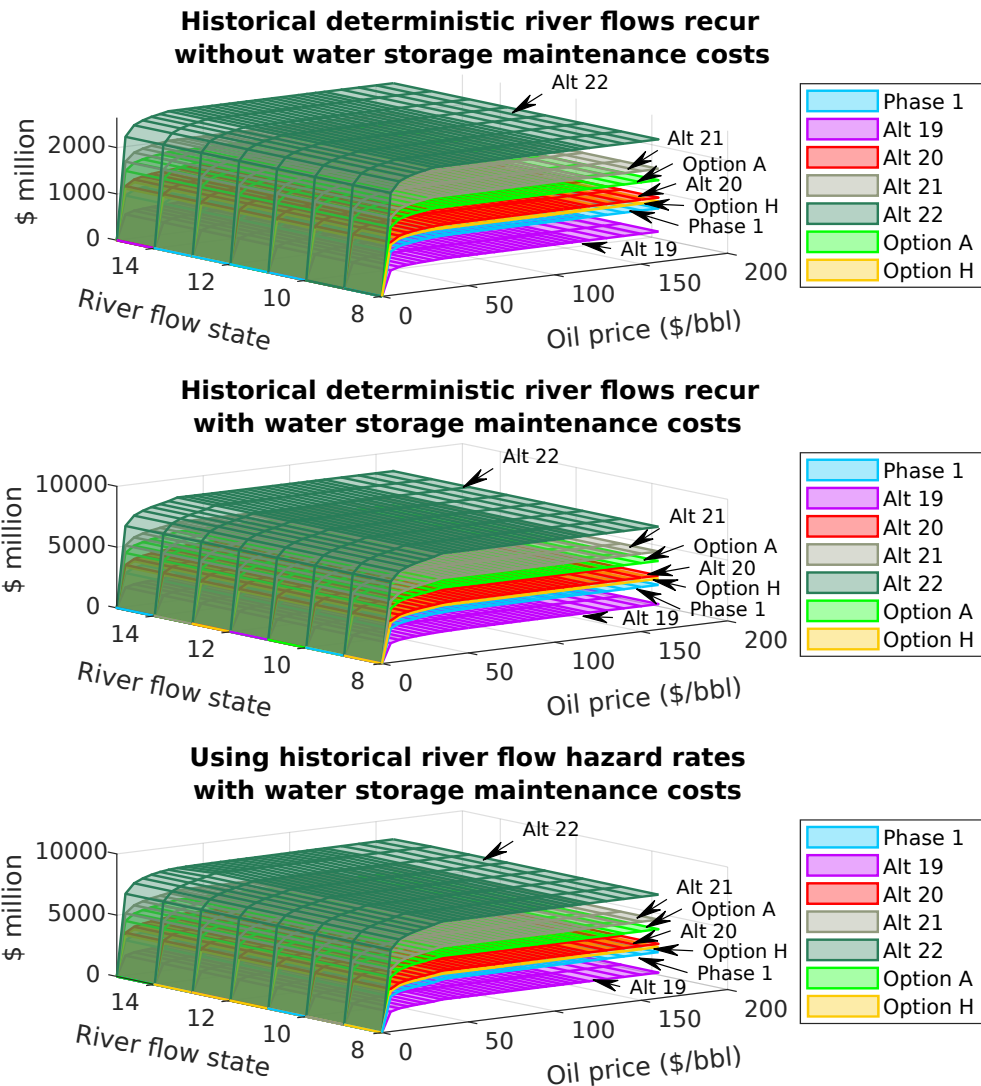 Historical deterministic river flows recur
without water storage maintenance costs
Alt 22
Alt 21
Option A
Alt 20
Option H
Phase 1
Alt 19
$ million
2000
1000
0
14
12
10
8
River flow state
0
50
100
150
200
Oil price ($/bbl)
Phase 1
Alt 19
Alt 20
Alt 21
Alt 22
Option A
Option H
Historical deterministic river flows recur
with water storage maintenance costs
Alt 22
Alt 21
Option A
Alt 20
Option H
Phase 1
Alt 19
$ million
10000
5000
0
14
12
10
8
River flow state
0
50
100
150
200
Oil price ($/bbl)
Phase 1
Alt 19
Alt 20
Alt 21
Alt 22
Option A
Option H
Using historical river flow hazard rates
with water storage maintenance costs
Alt 22
Alt 21
Option A
Alt 20
Option H
Phase 1
Alt 19
$ million
10000
5000
0
14
12
10
8
River flow state
0
50
100
150
200
Oil price ($/bbl)
Phase 1
Alt 19
Alt 20
Alt 21
Alt 22
Option A
Option H